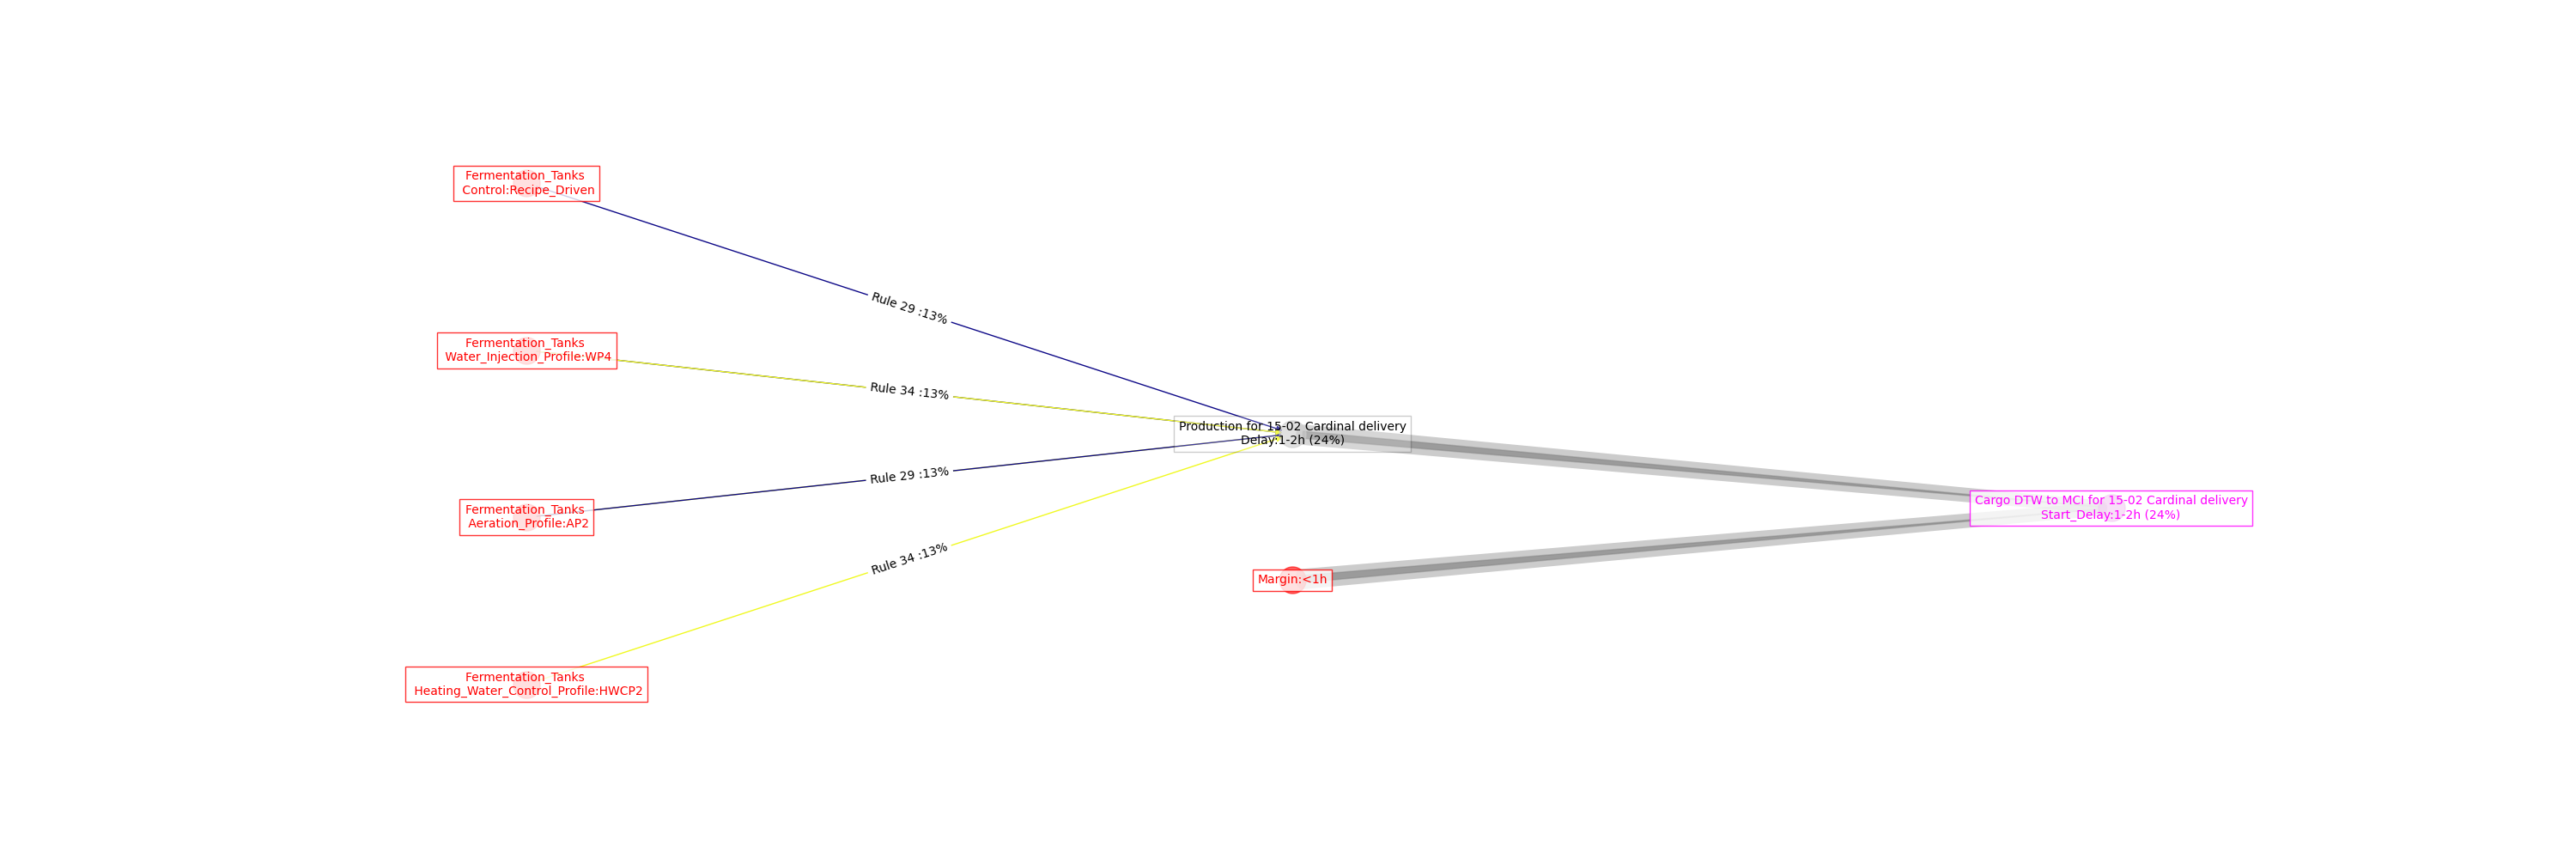 Fermentation_Tanks
Control:Recipe_Driven
Rule 29 :13%
Fermentation_Tanks
Water_Injection_Profile:WP4
Rule 34 :13%
Production for 15-02 Cardinal delivery
Delay:1-2h (24%)
Rule 29 :13%
Fermentation_Tanks
Aeration_Profile:AP2
Cargo DTW to MCI for 15-02 Cardinal delivery
Start_Delay:1-2h (24%)
Rule 34 :13%
Margin:<1h
Fermentation_Tanks
Heating_Water_Control_Profile:HWCP2